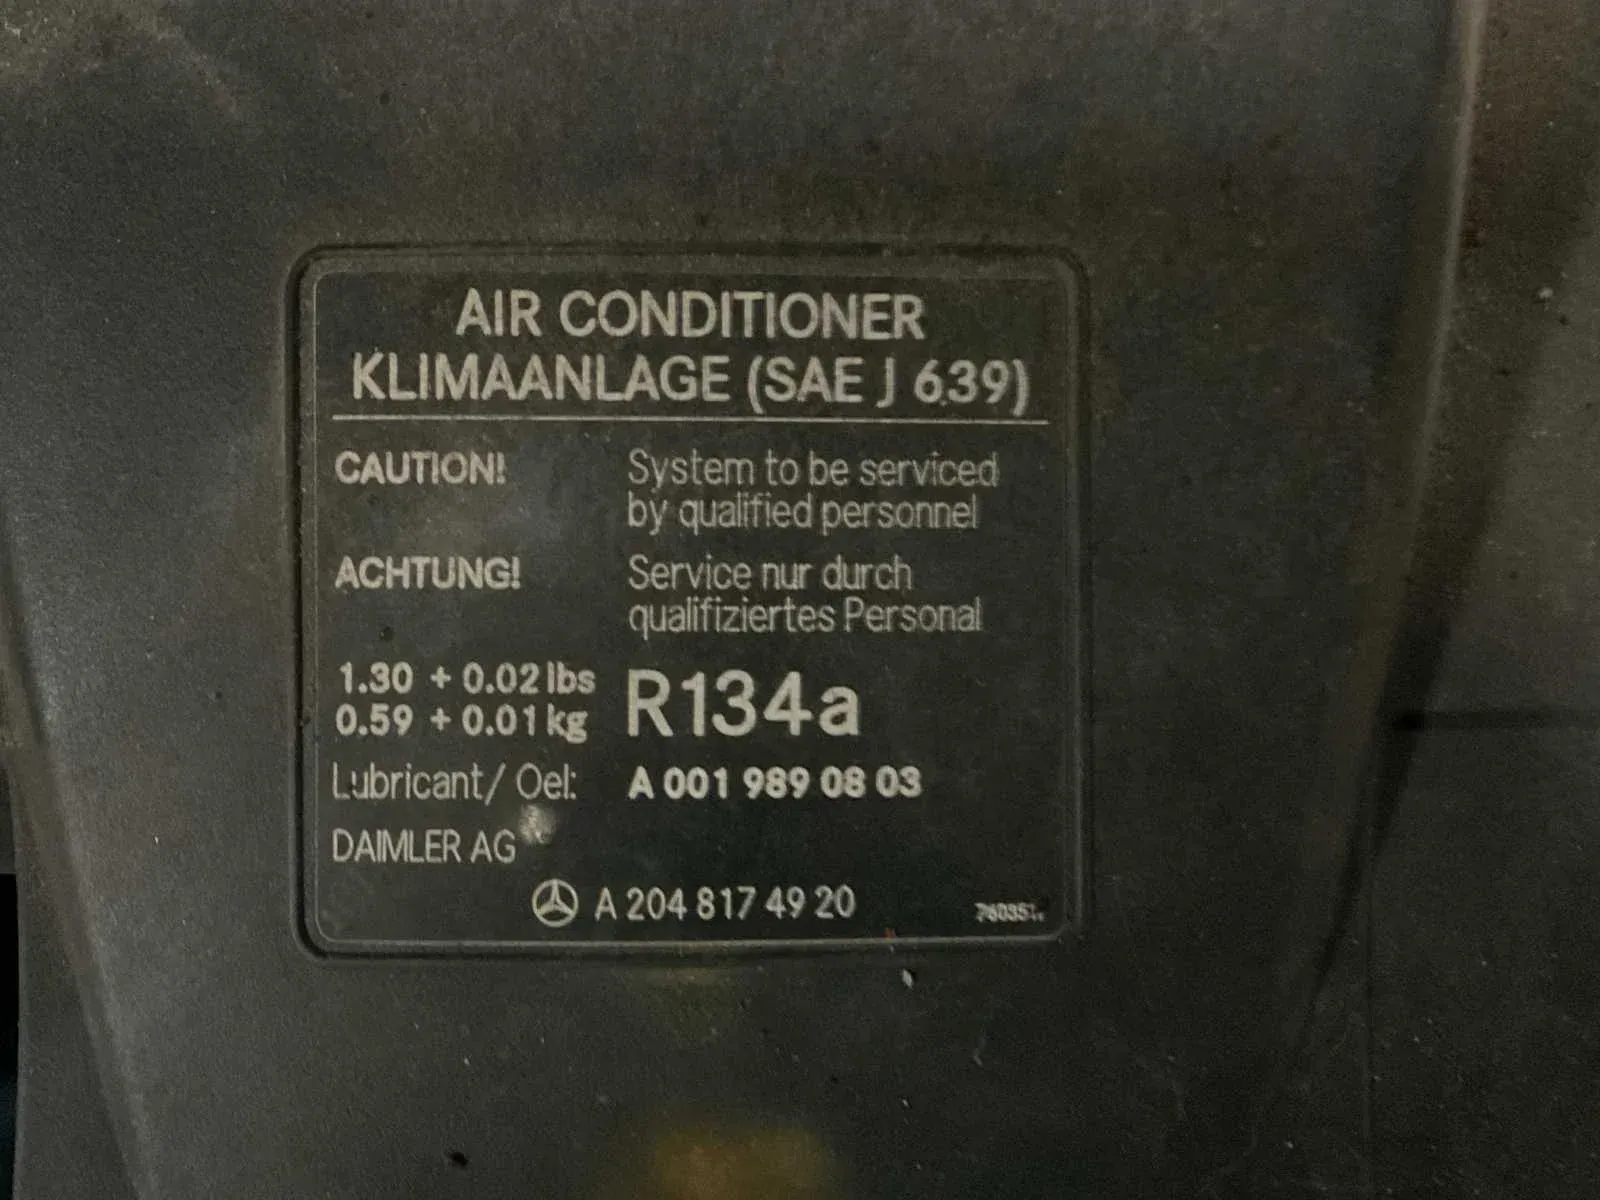 AIR CONDITIONER
KLIMAANLAGE (SAE J 639)
CAUTION! System to be serviced
by qualified personnel
ACHTUNG! Service nur durch
qualifiziertes Personal
1.30 + 0.02 lbs R134a
0.59 + 0.01 kg
Lubricant/ Oel: A 001 989 08 03
DAIMLER AG
A 204 817 49 20